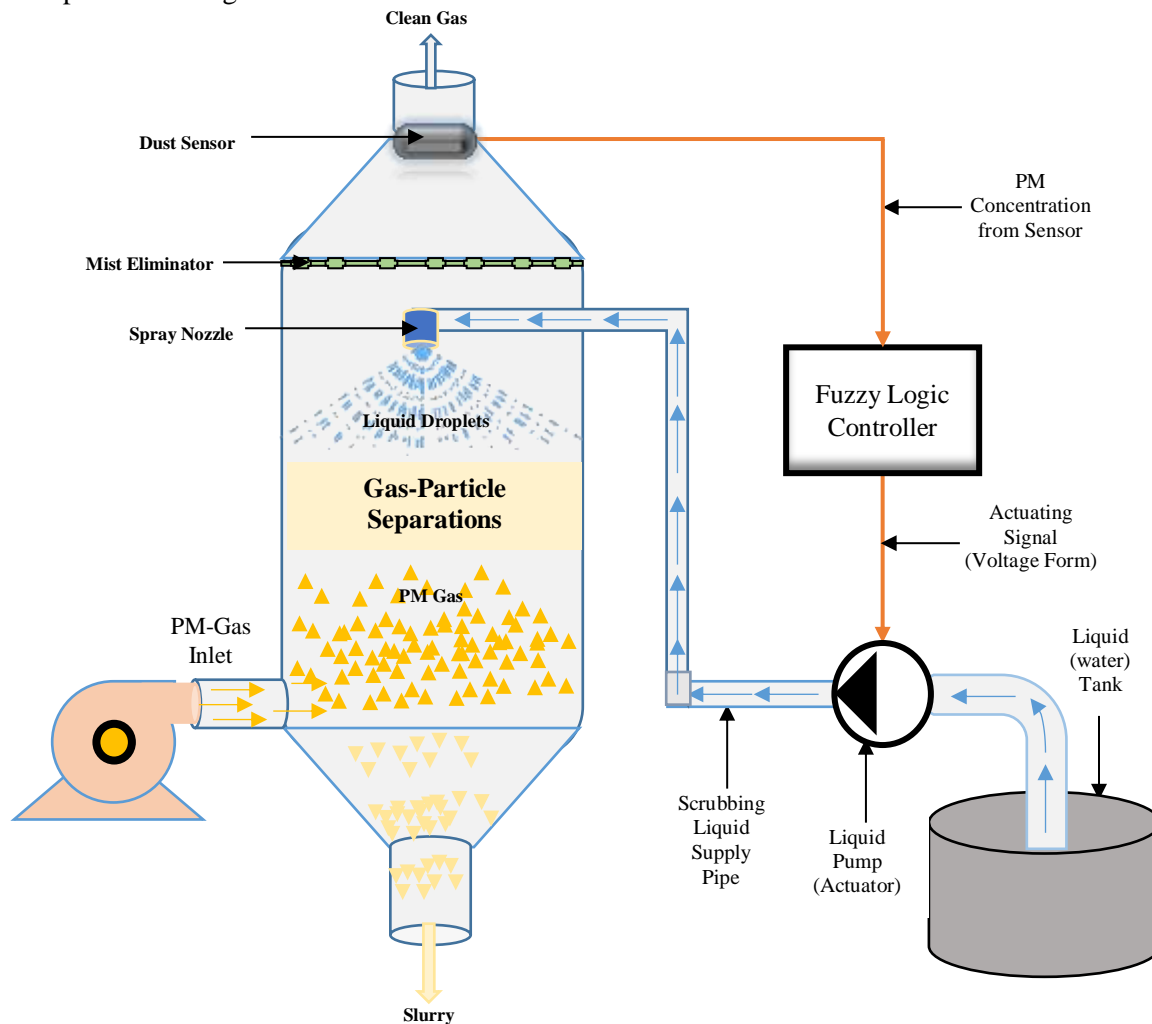 Clean Gas
Dust Sensor
PM
Concentration
from Sensor
Mist Eliminator
Spray Nozzle
Fuzzy Logic
Controller
Liquid Droplets
Gas-Particle
Separations
Actuating
Signal
(Voltage Form)
PM Gas
PM-Gas
Inlet
Liquid
(water)
Tank
Scrubbing
Liquid
Supply
Pipe
Liquid
Pump
(Actuator)
Slurry